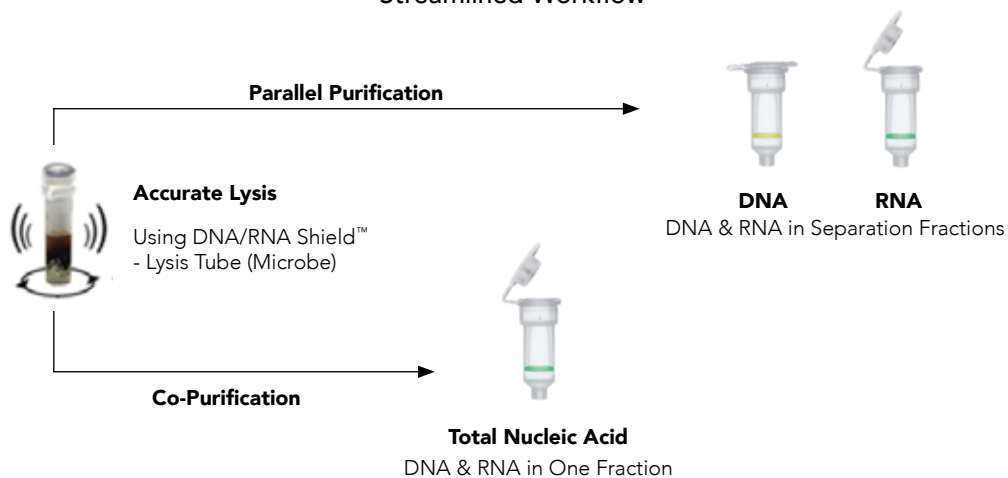 Streamlined Workflow
Parallel Purification
Accurate Lysis
Using DNA/RNA Shield™
- Lysis Tube (Microbe)
DNA
RNA
DNA & RNA in Separation Fractions
Co-Purification
Total Nucleic Acid
DNA & RNA in One Fraction